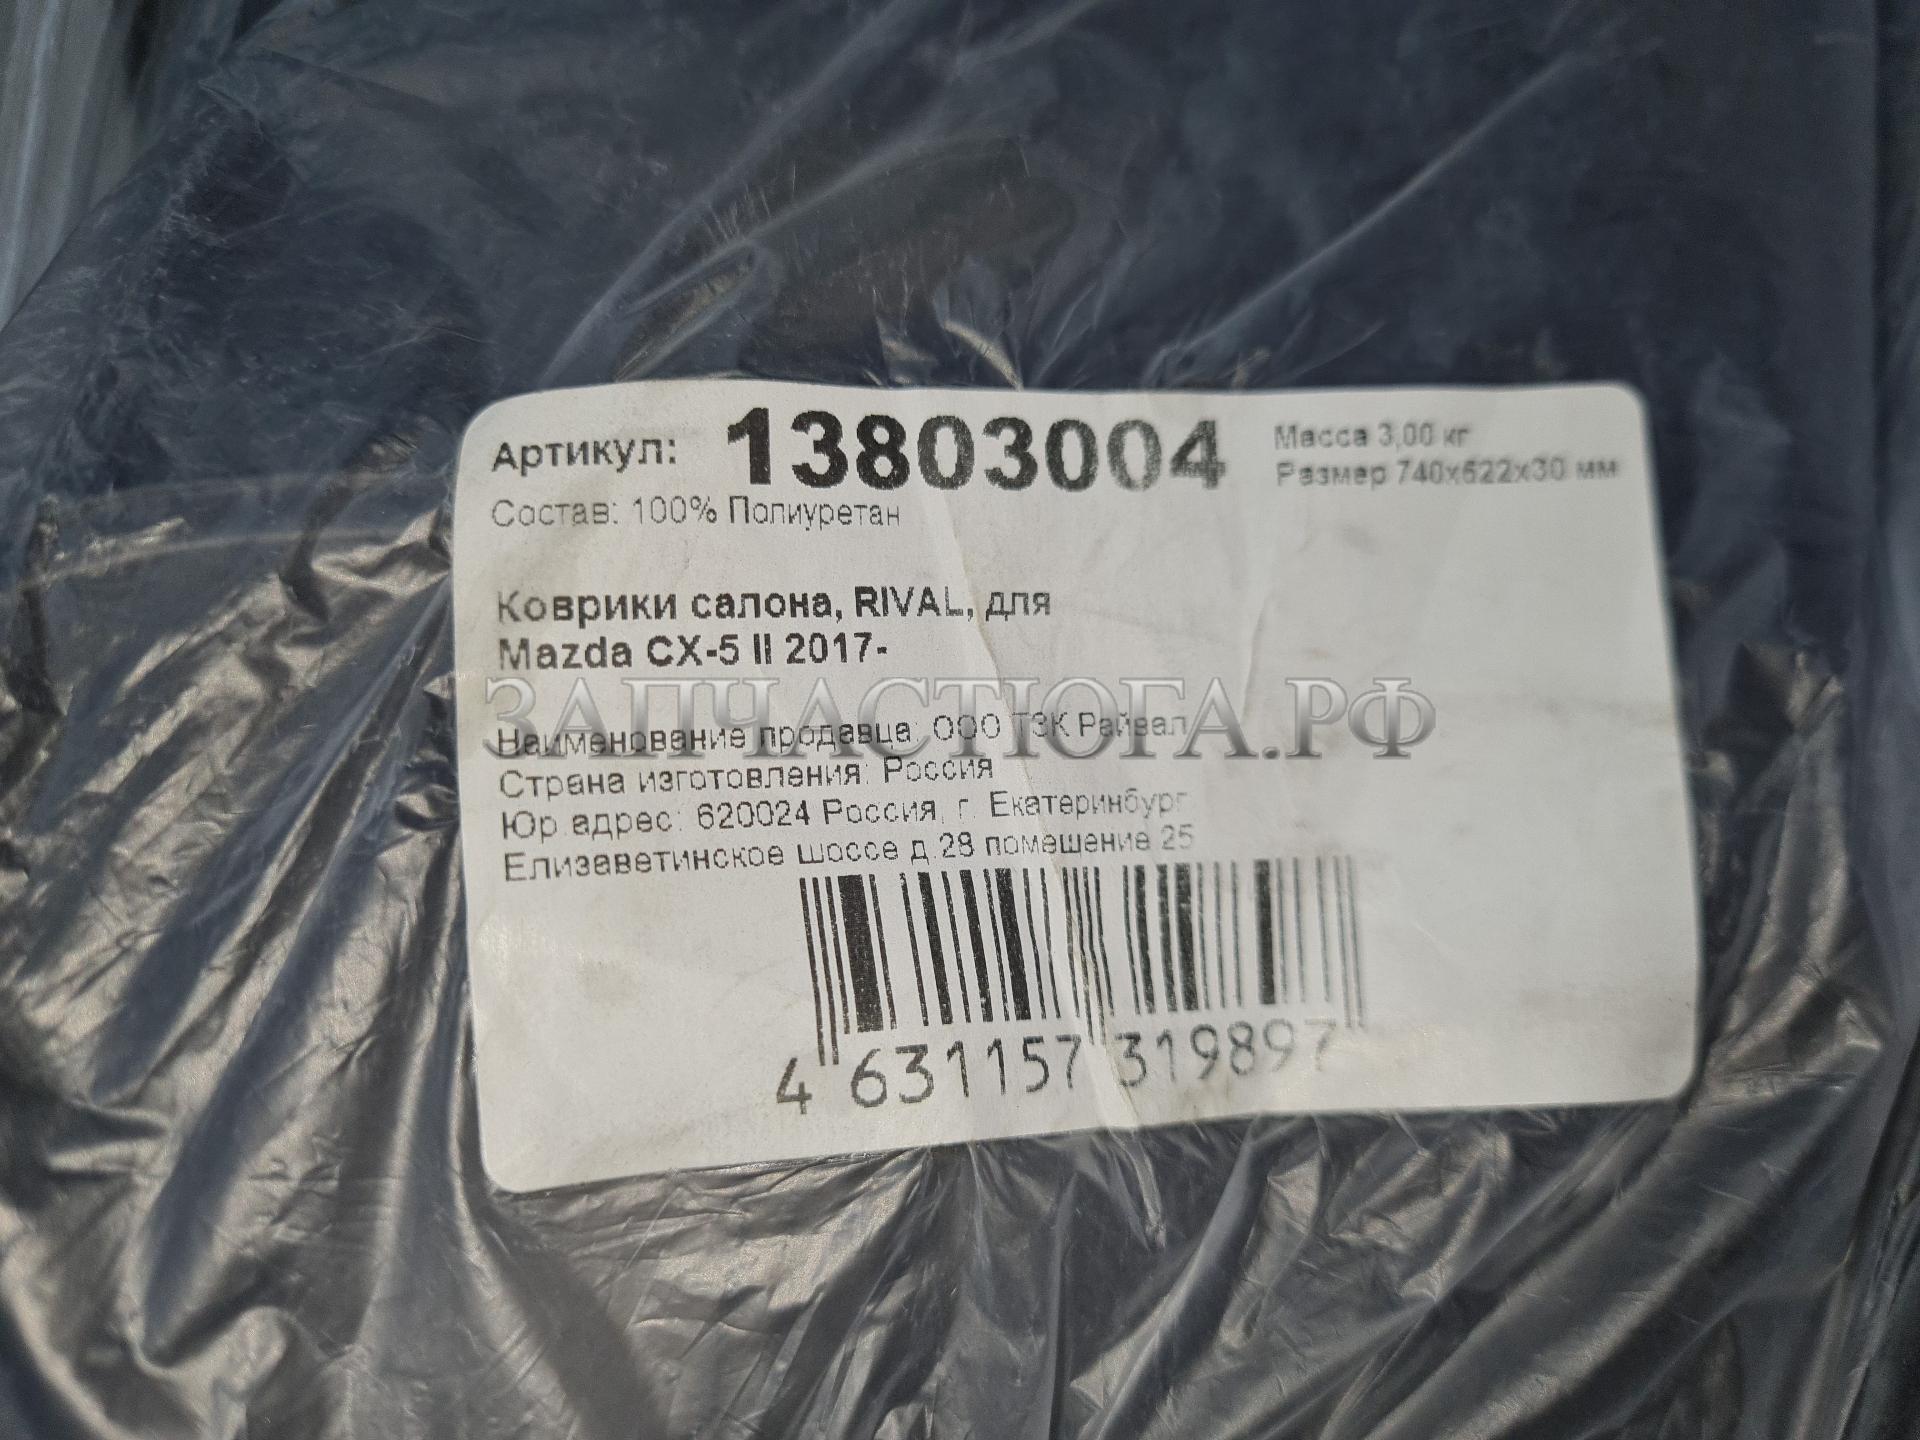 Артикул: 13803004
Масса 3,00 кг
Размер 740x622x30 мм
Состав: 100% Полиуретан
Коврики салона, RIVAL, для
Mazda CX-5 II 2017-
ЗАПЧАСТЮГА.РФ
Наименование продавца: ООО ТЗК Райвал
Страна изготовления: Россия
Юр.адрес: 620024 Россия, г. Екатеринбург
Елизаветинское шоссе д.28 помещение 25
4 631157 319897